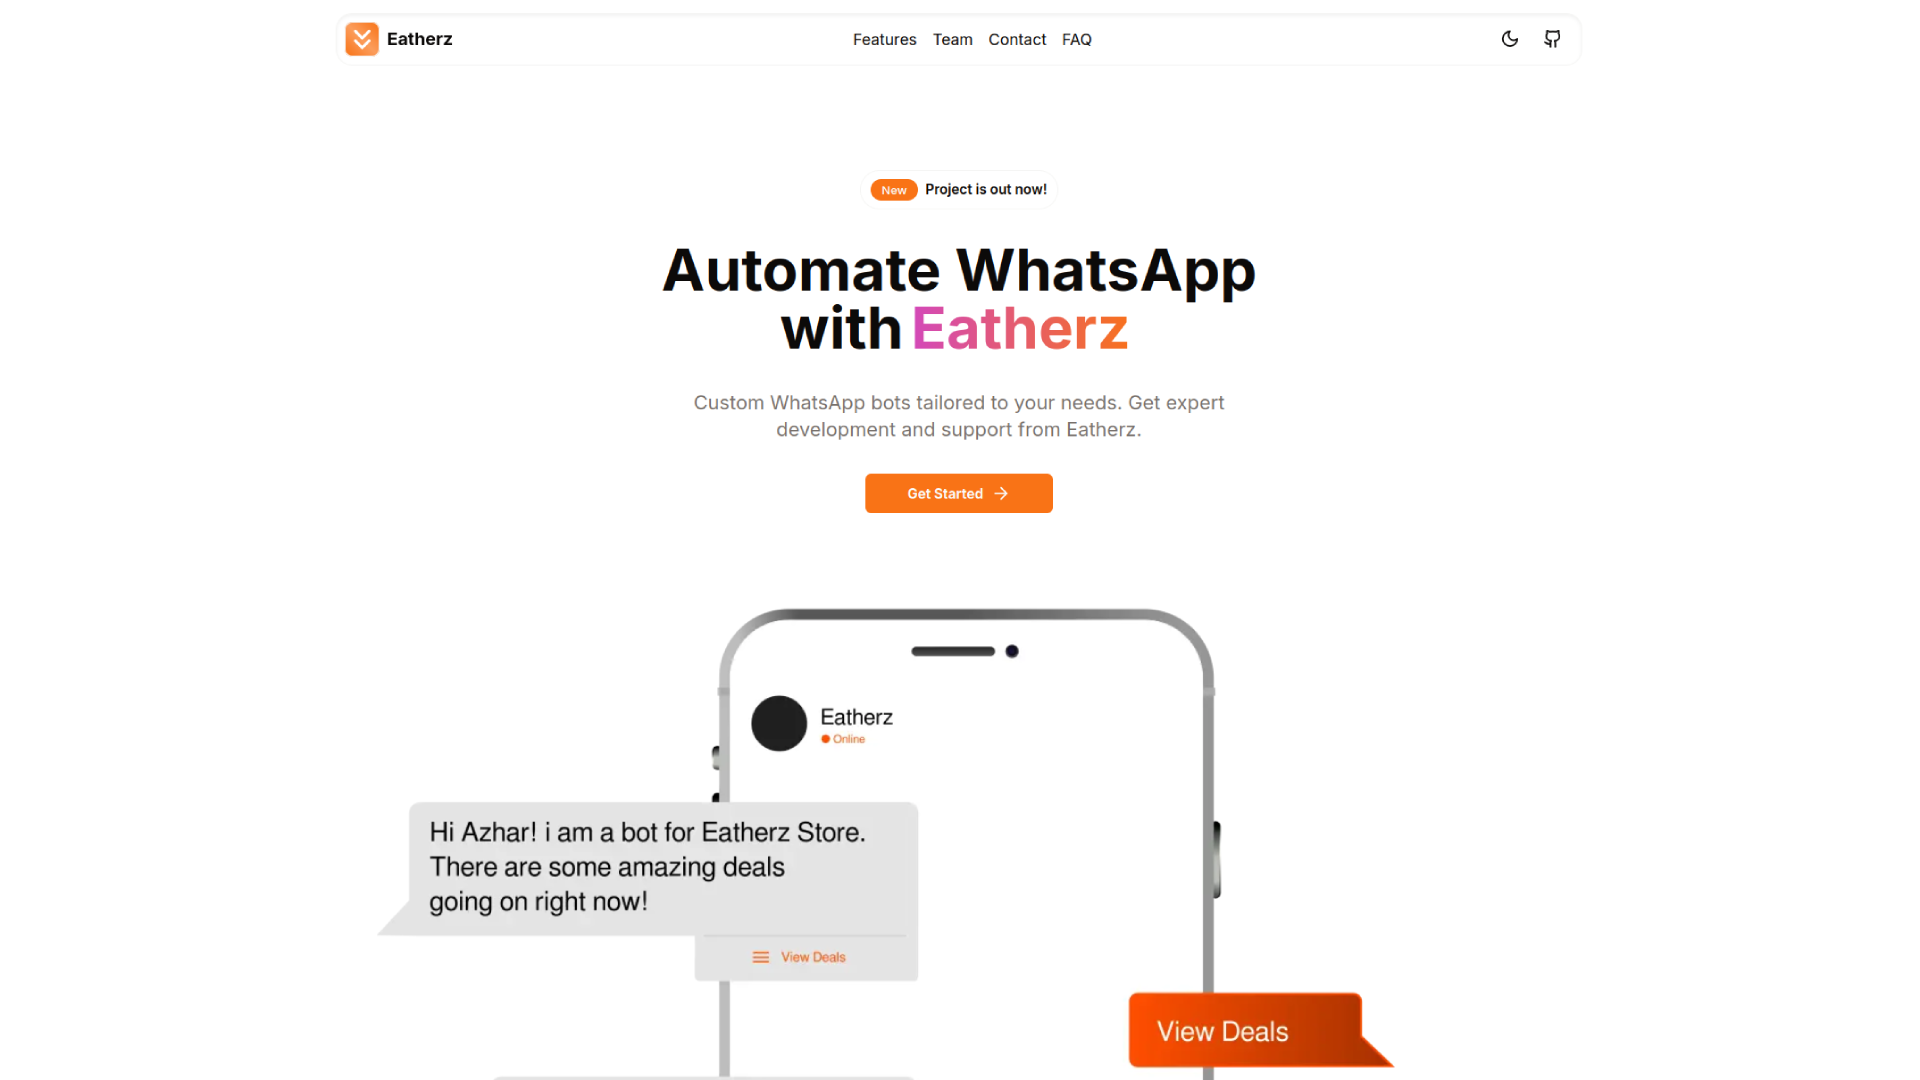 Eatherz
Features Team Contact FAQ
New Project is out now!
Automate WhatsApp
with Eatherz
Custom WhatsApp bots tailored to your needs. Get expert
development and support from Eatherz.
Get Started
Eatherz
Online
Hi Azhar! i am a bot for Eatherz Store.
There are some amazing deals
going on right now!
View Deals
View Deals